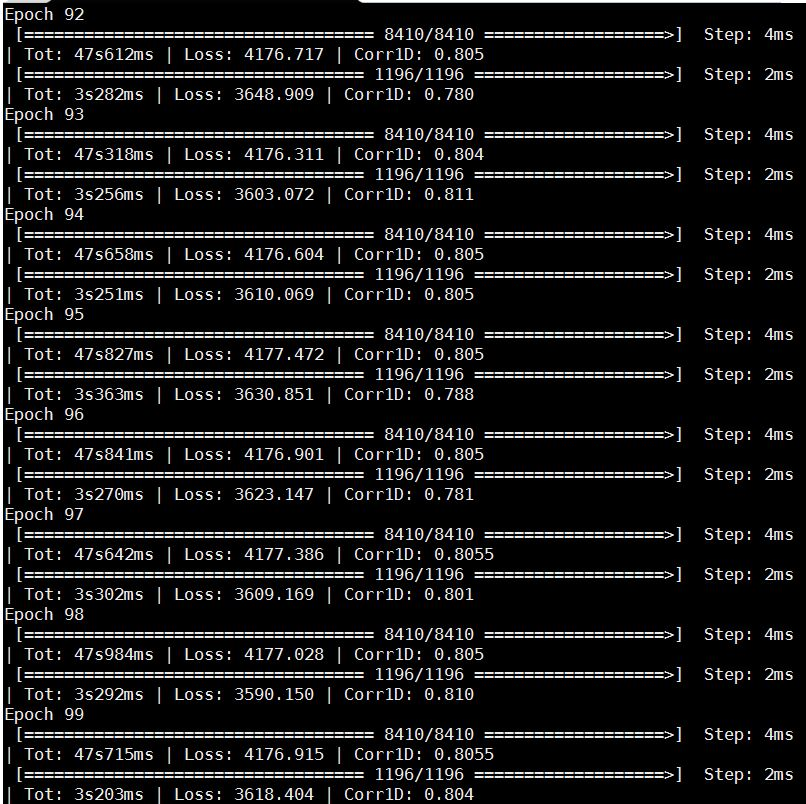 Epoch 92
[=================================== 8410/8410 ==================>] Step: 4ms
| Tot: 47s612ms | Loss: 4176.717 | Corr1D: 0.805
[================================== 1196/1196 ===================>] Step: 2ms
| Tot: 3s282ms | Loss: 3648.909 | Corr1D: 0.780
Epoch 93
[=================================== 8410/8410 ==================>] Step: 4ms
| Tot: 47s318ms | Loss: 4176.311 | Corr1D: 0.804
[================================== 1196/1196 ===================>] Step: 2ms
| Tot: 3s256ms | Loss: 3603.072 | Corr1D: 0.811
Epoch 94
[=================================== 8410/8410 ==================>] Step: 4ms
| Tot: 47s658ms | Loss: 4176.604 | Corr1D: 0.805
[================================== 1196/1196 ===================>] Step: 2ms
| Tot: 3s251ms | Loss: 3610.069 | Corr1D: 0.805
Epoch 95
[=================================== 8410/8410 ==================>] Step: 4ms
| Tot: 47s827ms | Loss: 4177.472 | Corr1D: 0.805
[================================== 1196/1196 ===================>] Step: 2ms
| Tot: 3s363ms | Loss: 3630.851 | Corr1D: 0.788
Epoch 96
[=================================== 8410/8410 ==================>] Step: 4ms
| Tot: 47s841ms | Loss: 4176.901 | Corr1D: 0.805
[================================== 1196/1196 ===================>] Step: 2ms
| Tot: 3s270ms | Loss: 3623.147 | Corr1D: 0.781
Epoch 97
[=================================== 8410/8410 ==================>] Step: 4ms
| Tot: 47s642ms | Loss: 4177.386 | Corr1D: 0.8055
[================================== 1196/1196 ===================>] Step: 2ms
| Tot: 3s302ms | Loss: 3609.169 | Corr1D: 0.801
Epoch 98
[=================================== 8410/8410 ==================>] Step: 4ms
| Tot: 47s984ms | Loss: 4177.028 | Corr1D: 0.805
[================================== 1196/1196 ===================>] Step: 2ms
| Tot: 3s292ms | Loss: 3590.150 | Corr1D: 0.810
Epoch 99
[=================================== 8410/8410 ==================>] Step: 4ms
| Tot: 47s715ms | Loss: 4176.915 | Corr1D: 0.8055
[================================== 1196/1196 ===================>] Step: 2ms
| Tot: 3s203ms | Loss: 3618.404 | Corr1D: 0.804